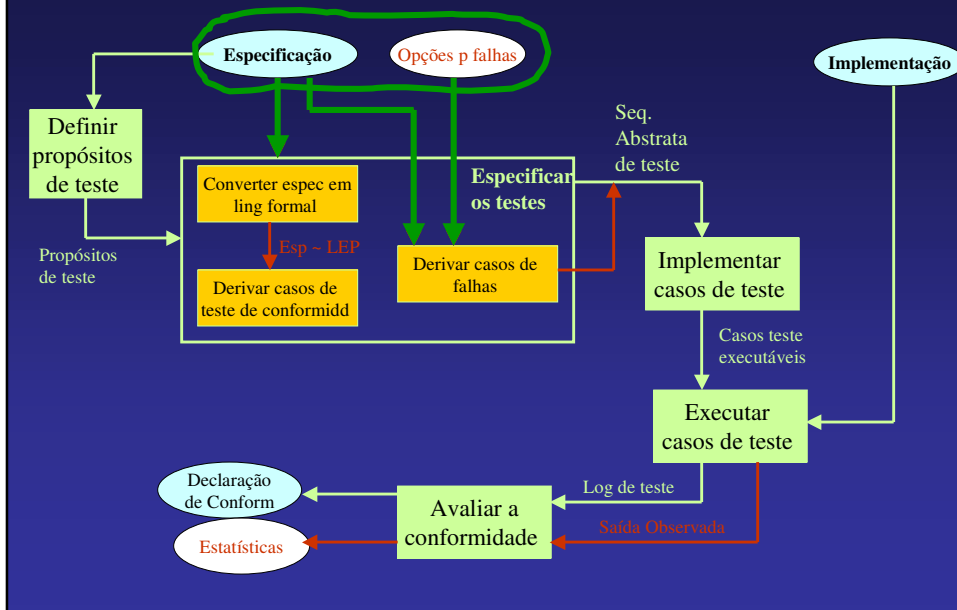 Especificação
Opções p falhas
Implementação
Definir
propósitos
de teste
Seq.
Abstrata
de teste
Converter espec em
ling formal
Especificar
os testes
Esp ~ LEP
Propósitos
de teste
Derivar casos de
teste de conformidd
Derivar casos de
falhas
Implementar
casos de teste
Casos teste
executáveis
Executar
casos de teste
Declaração
de Conform
Log de teste
Avaliar a
conformidade
Saída Observada
Estatísticas